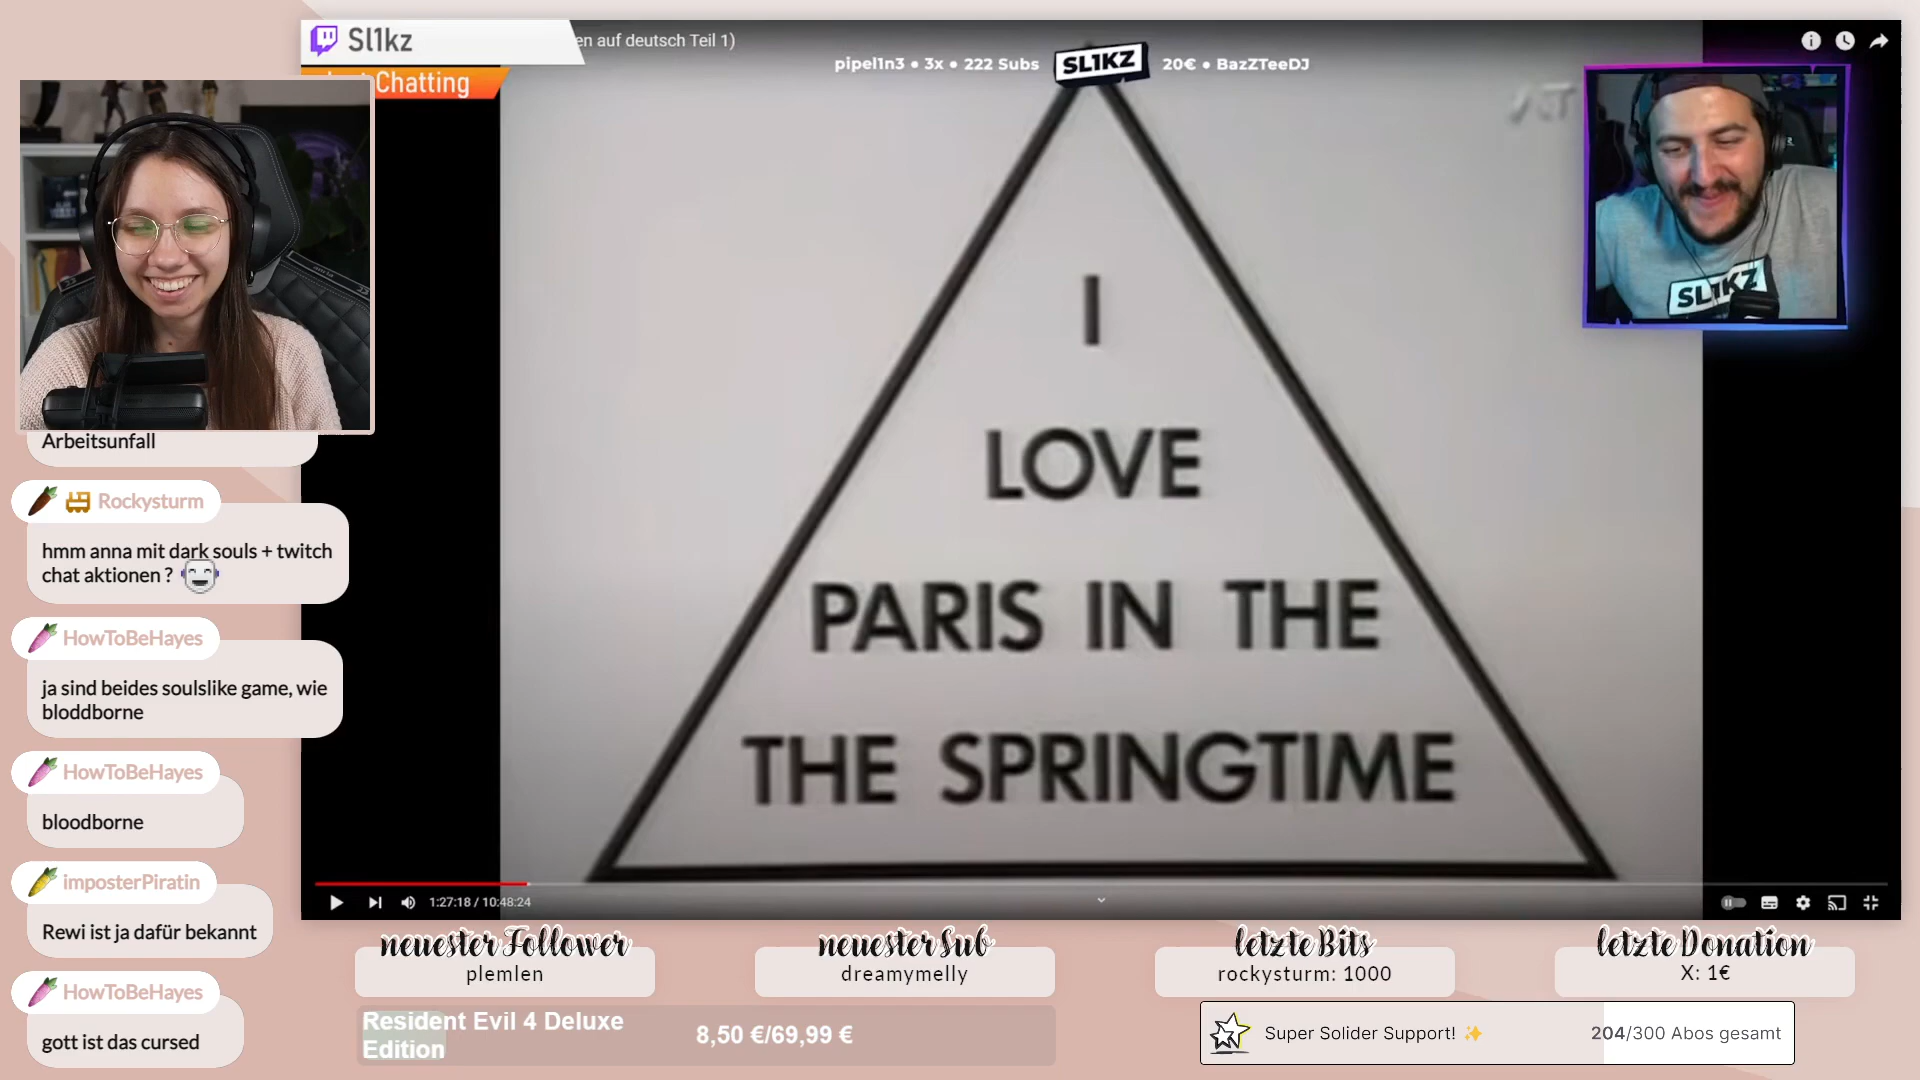 Sl1kz
en auf deutsch Teil 1)
Chatting
pipel1n3 • 3x • 222 Subs
SL1KZ
20€ • BazZTeeDJ
SL1KZ
I
LOVE
PARIS IN THE
THE SPRINGTIME
Arbeitsunfall
Rockysturm
hmm anna mit dark souls + twitch
chat aktionen ?
HowToBeHayes
ja sind beides soulslike game, wie
bloddborne
HowToBeHayes
bloodborne
imposterPiratin
Rewi ist ja dafür bekannt
HowToBeHayes
gott ist das cursed
1:27:18 / 10:48:24
neuester Follower
plemlen
neuester Sub
dreamymelly
letzte Bits
rockysturm: 1000
letzte Donation
X: 1€
Resident Evil 4 Deluxe
Edition
8,50 €/69,99 €
Super Solider Support! ✨
204/300 Abos gesamt